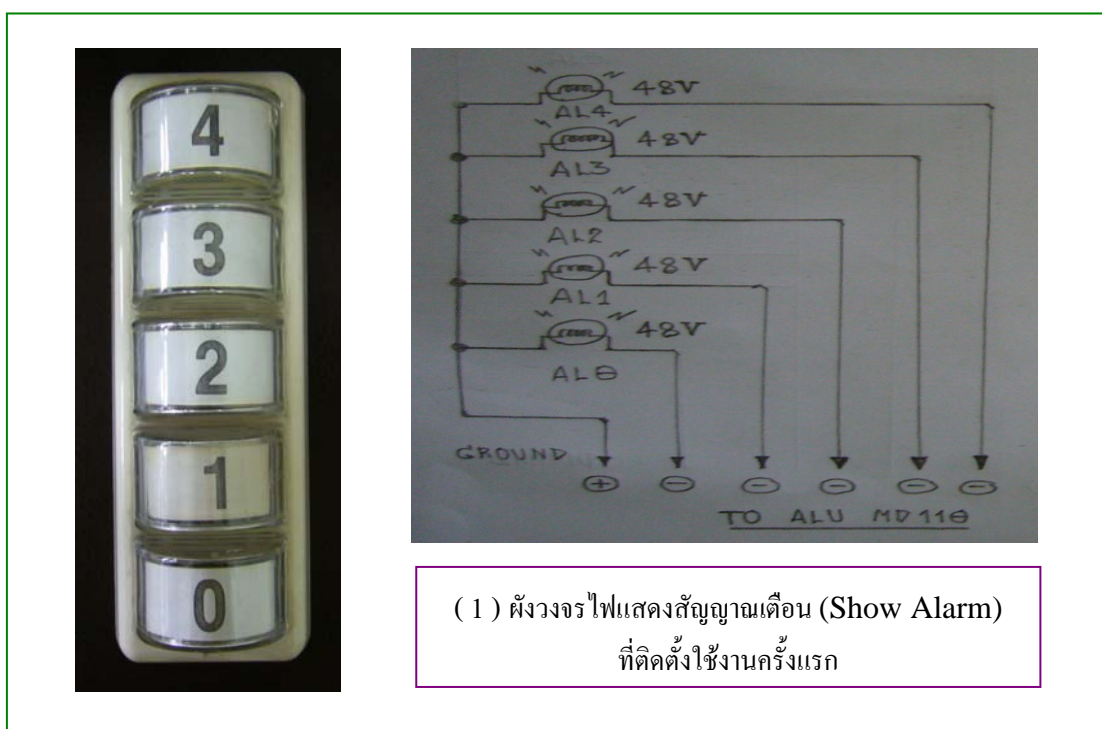 4
3
2
1
0
48V
AL4
48V
AL3
48V
AL2
48V
AL1
48V
ALθ
GROUND
+ - - - - -
TO ALU MD11θ
( 1 ) ผังวงจรไฟแสดงสัญญาณเตือน (Show Alarm)
ที่ติดตั้งใช้งานครั้งแรก